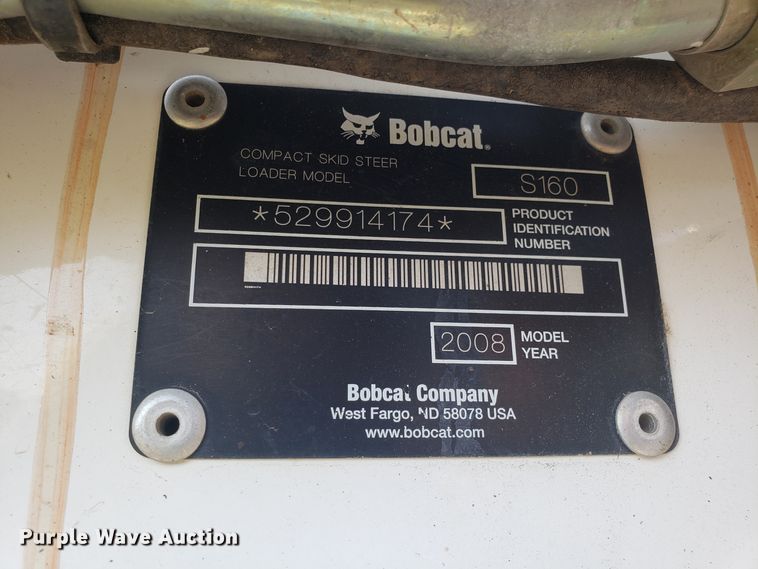 Bobcat®
COMPACT SKID STEER
LOADER MODEL
S160
*529914174*
PRODUCT
IDENTIFICATION
NUMBER
2008
MODEL
YEAR
Bobcat Company
West Fargo, ND 58078 USA
www.bobcat.com
Purple Wave Auction